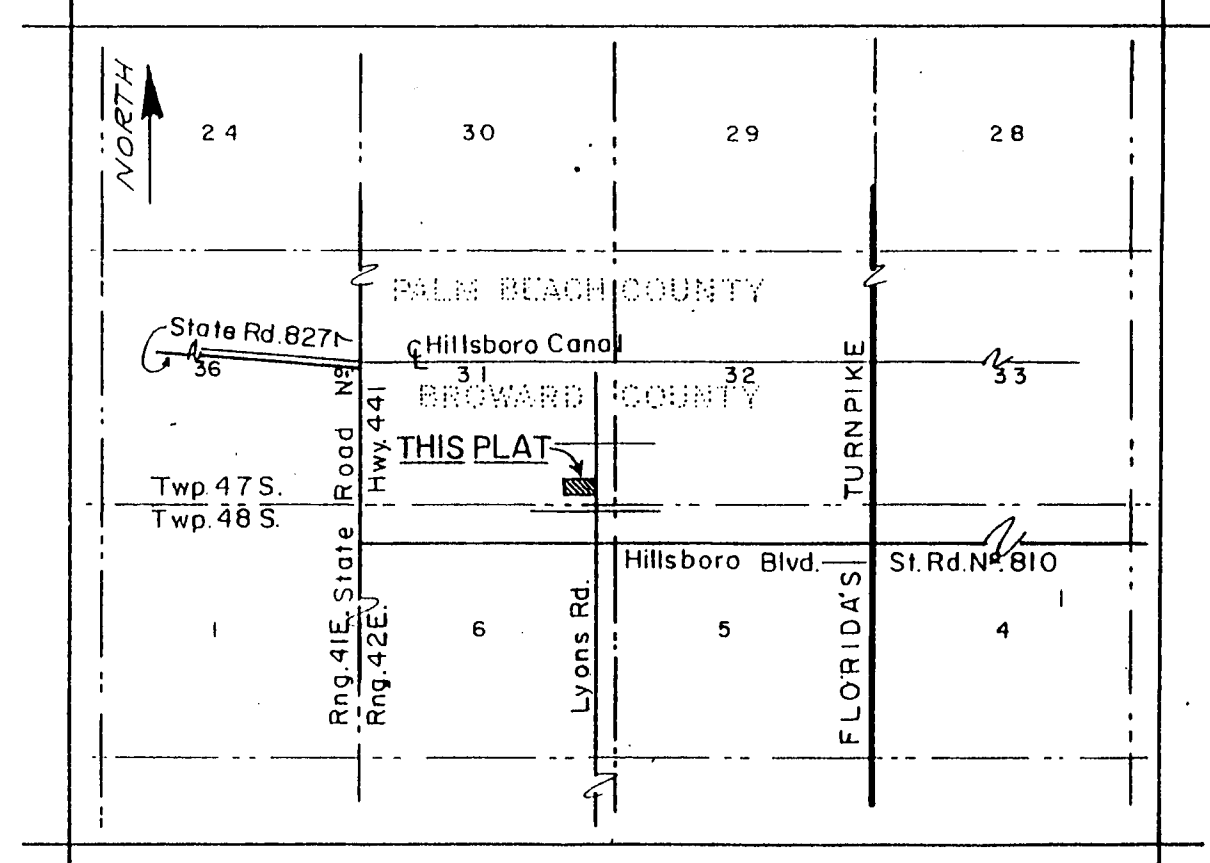 NORTH
24
30
29
28
PALM BEACH COUNTY
State Rd. 827
℄ Hillsboro Canal
36
31
32
33
BROWARD COUNTY
THIS PLAT
State Road Nº 7
Hwy. 441
FLORIDA'S TURNPIKE
Twp. 47 S.
Twp. 48 S.
Hillsboro Blvd.
St. Rd. Nº. 810
Rng. 41E.
Rng. 42E.
Lyons Rd.
1
6
5
4
1